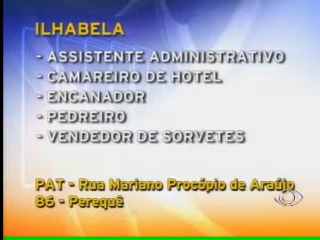 ILHABELA
- ASSISTENTE ADMINISTRATIVO
- CAMAREIRO DE HOTEL
- ENCANADOR
- PEDREIRO
- VENDEDOR DE SORVETES
PAT - Rua Mariano Procópio de Araújo
86 - Perequê